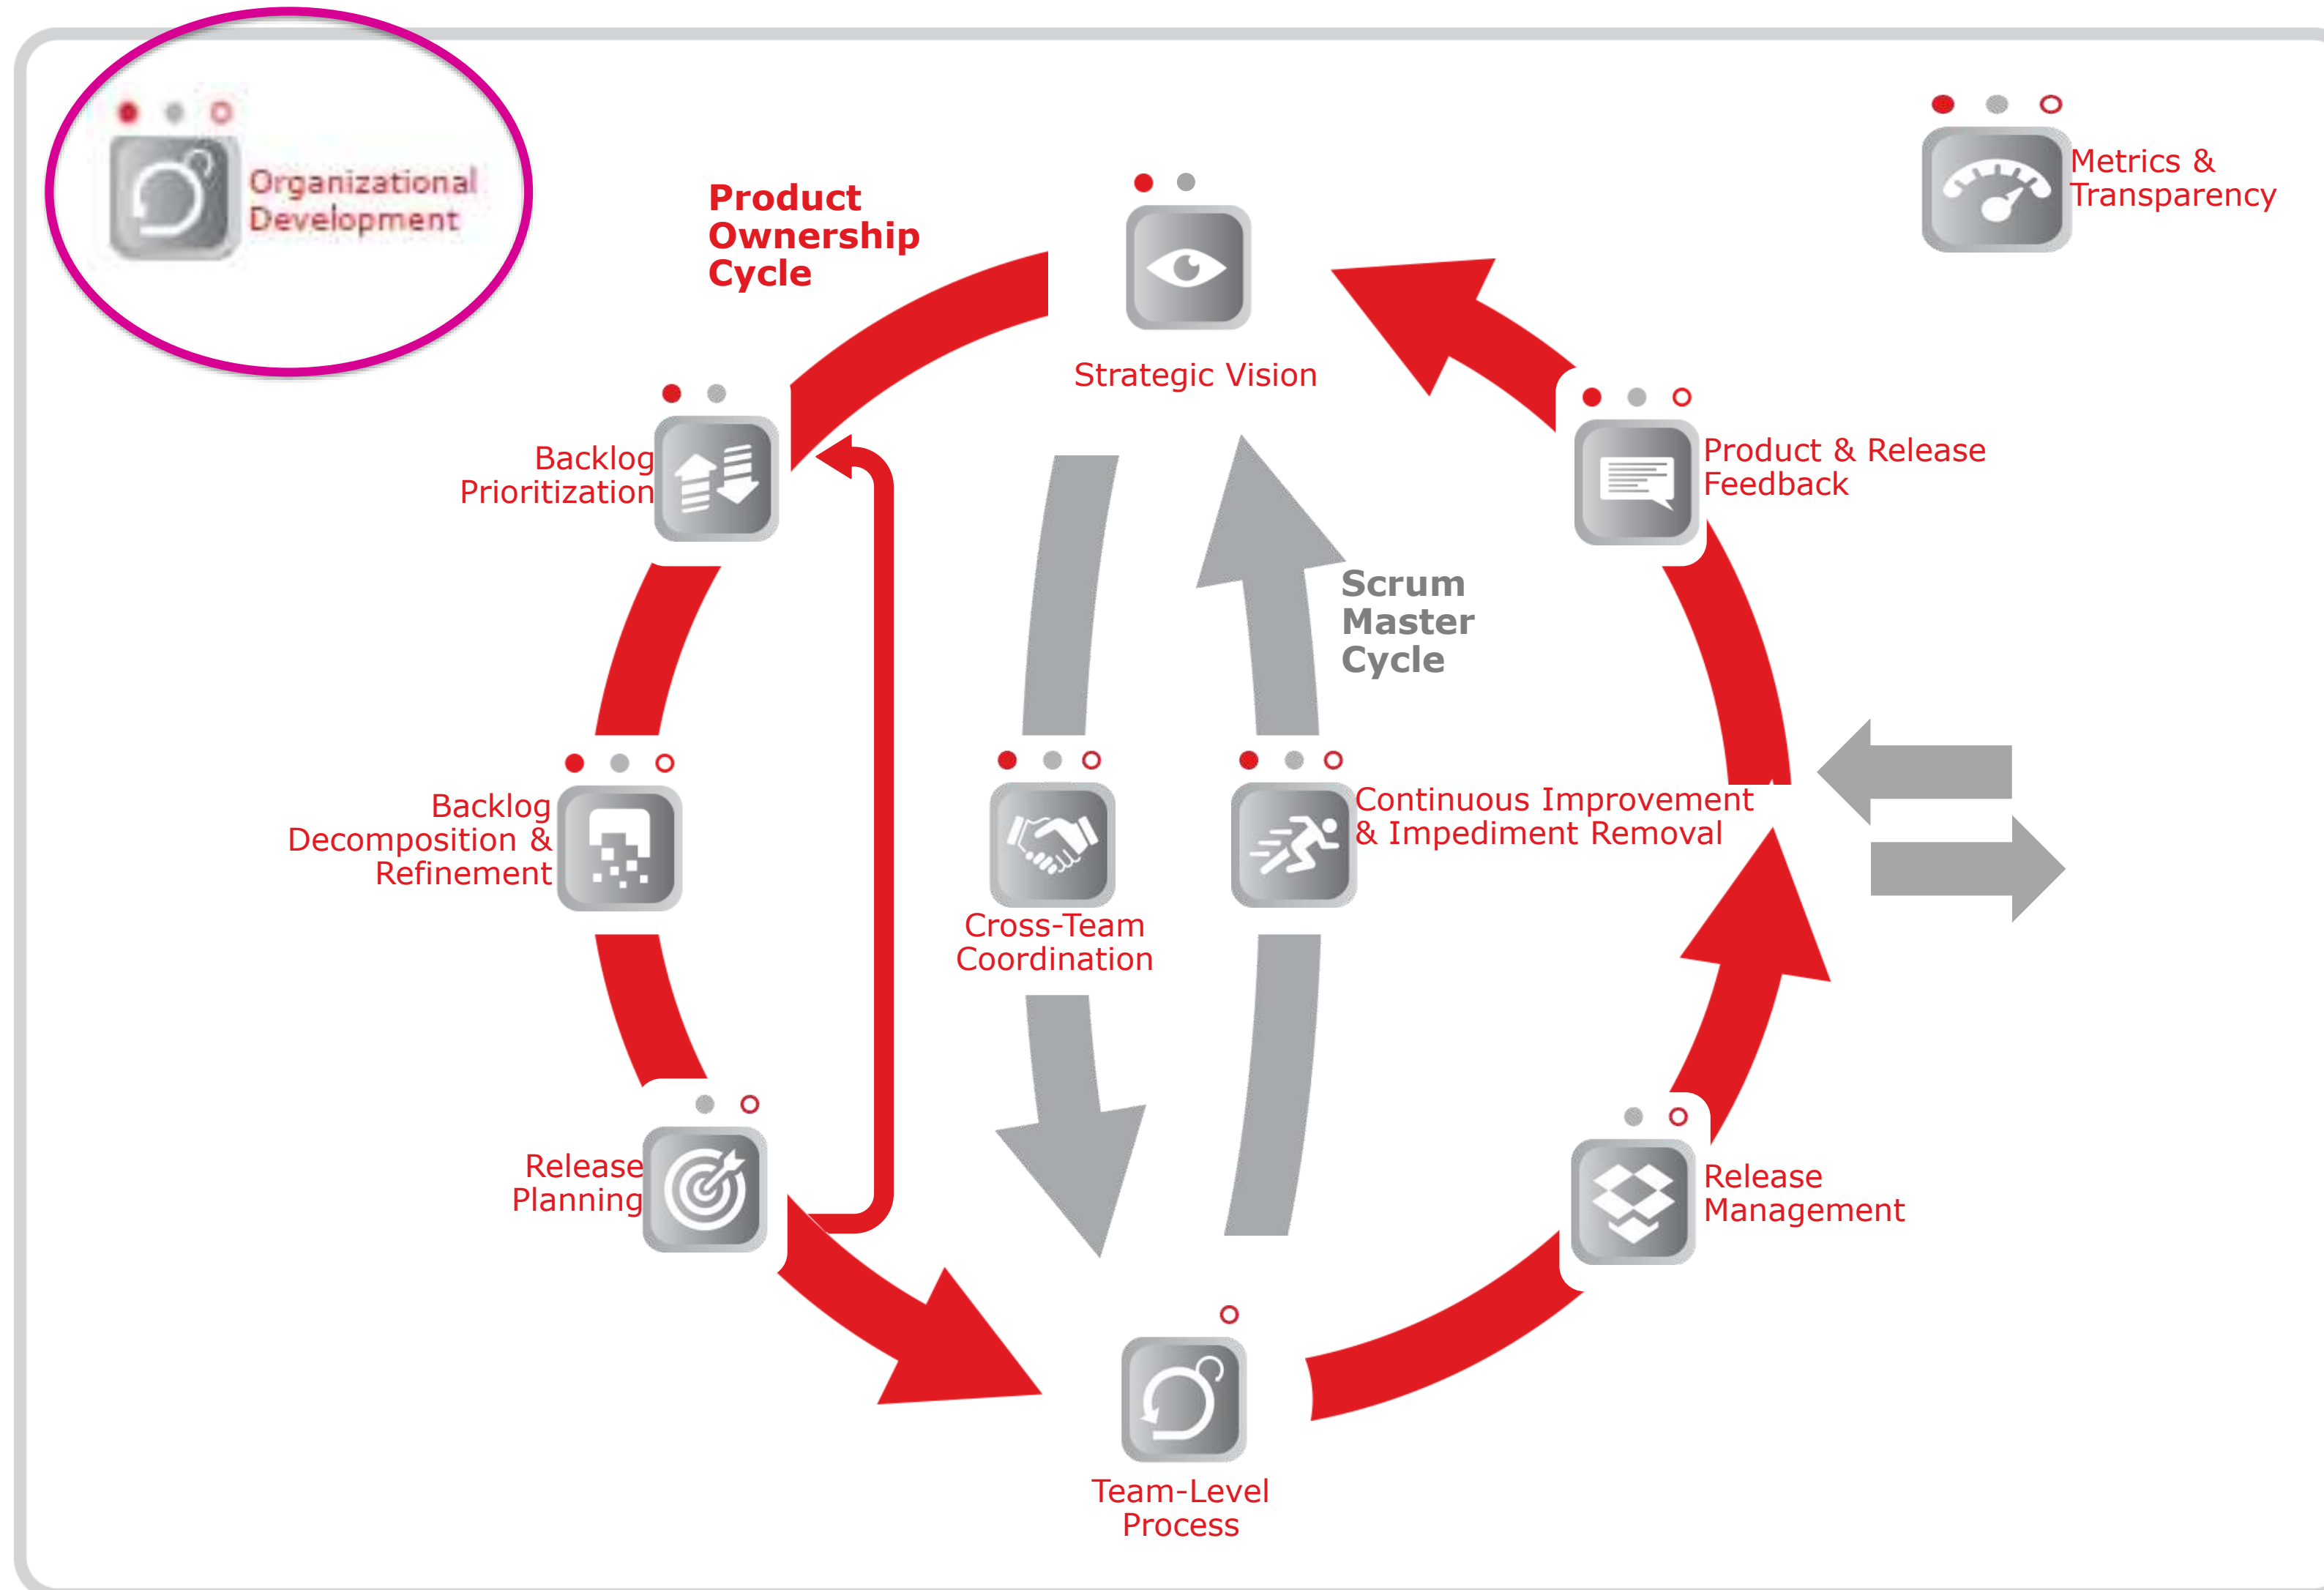 Organizational
Development
Metrics &
Transparency
Product
Ownership
Cycle
Strategic Vision
Backlog
Prioritization
Product & Release
Feedback
Scrum
Master
Cycle
Backlog
Decomposition &
Refinement
Cross-Team
Coordination
Continuous Improvement
& Impediment Removal
Release
Planning
Release
Management
Team-Level
Process